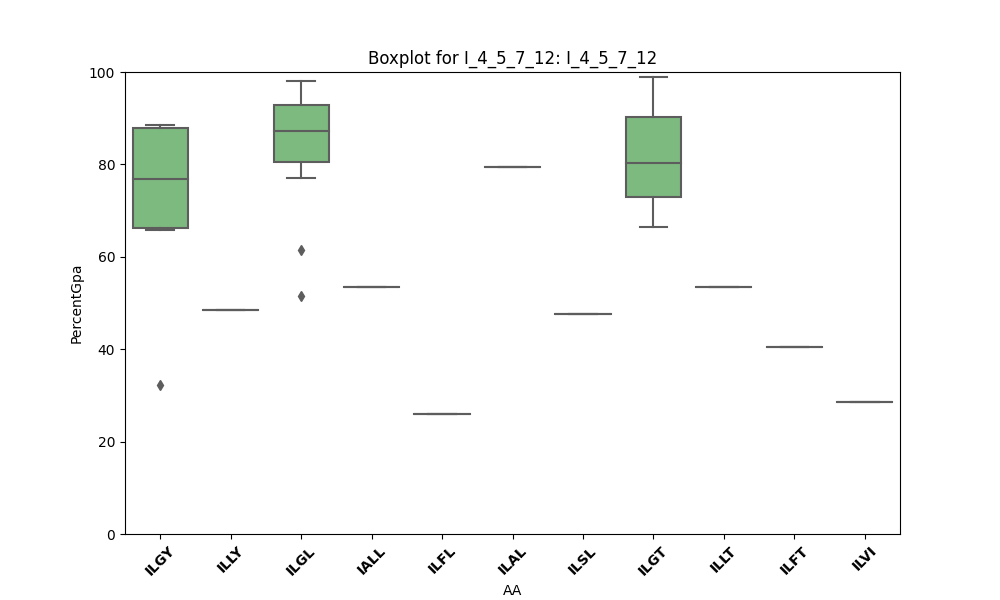 Boxplot for I_4_5_7_12: I_4_5_7_12
100
80
60
40
20
0
PercentGpa
ILGY ILLY ILGL IALL ILFL ILAL ILSL ILGT ILLT ILFT ILVI
AA